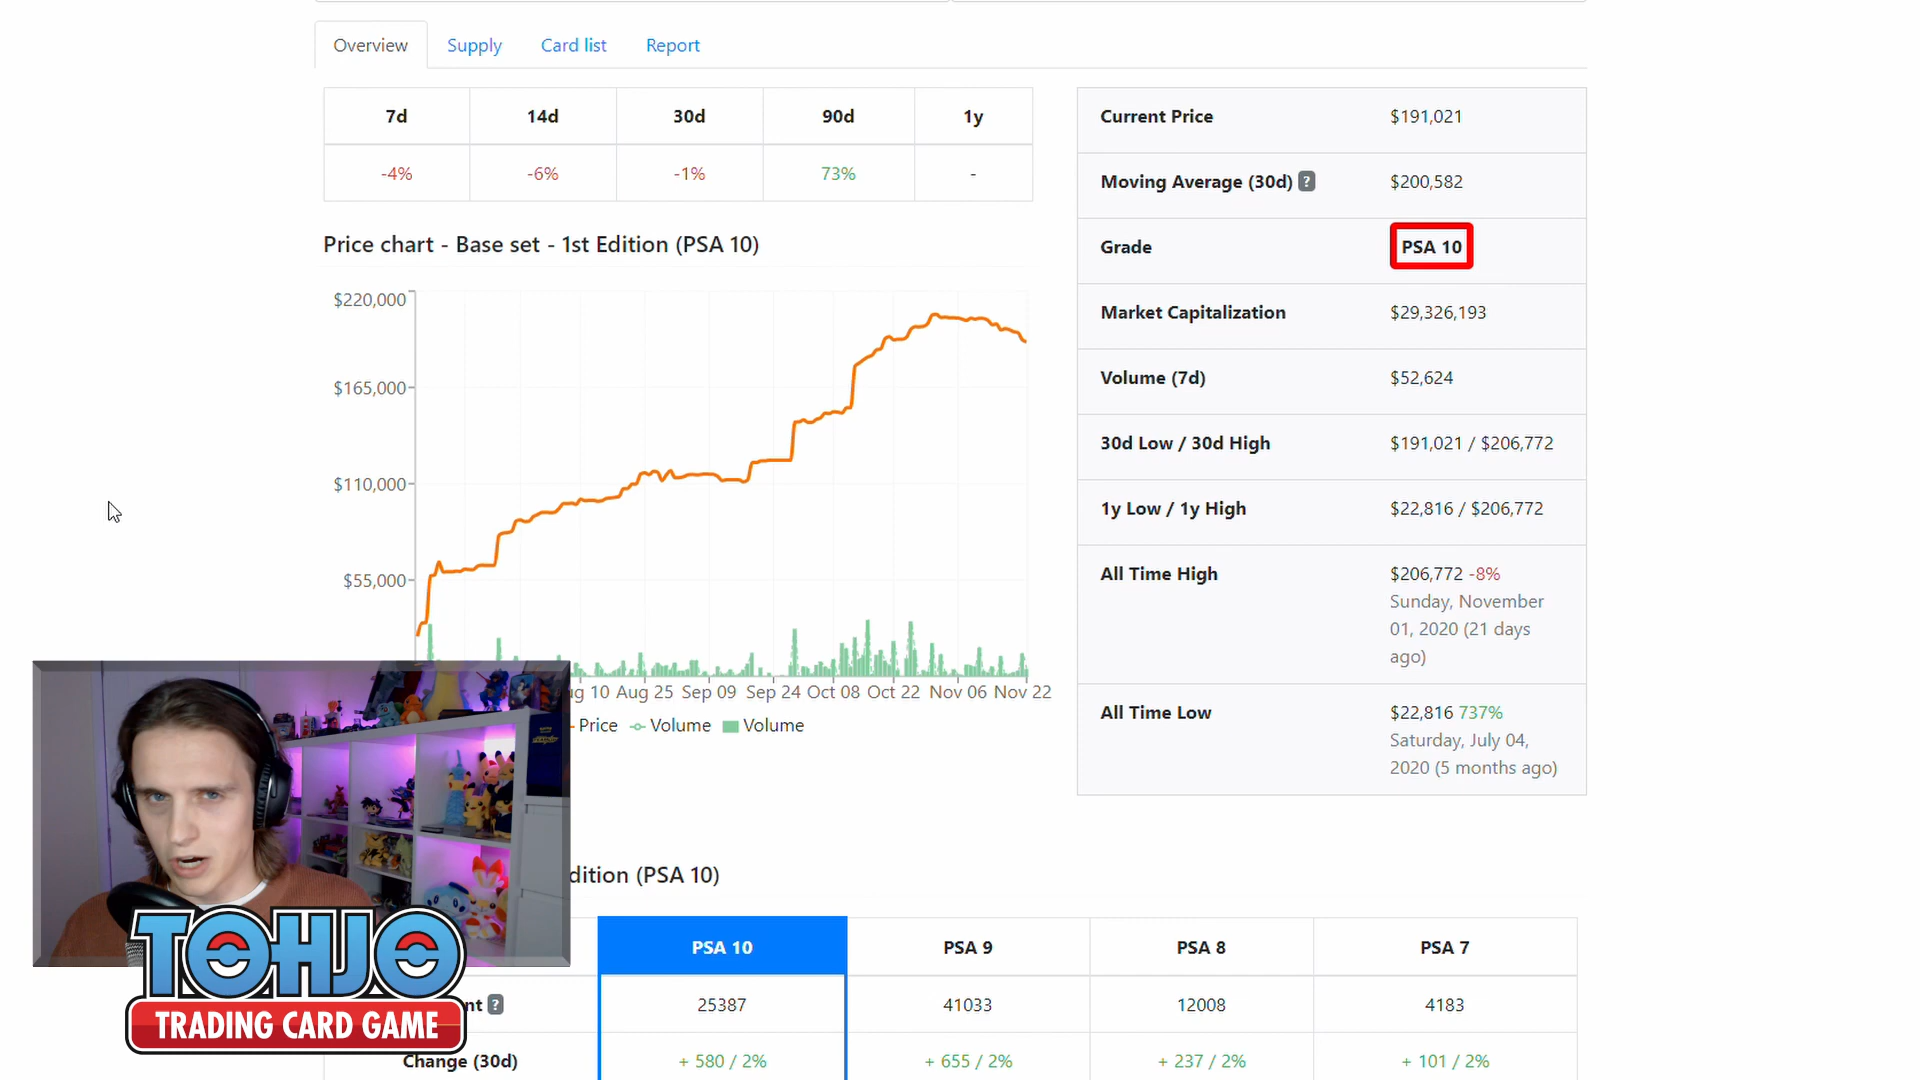 Overview Supply Card list Report
7d 14d 30d 90d 1y
-4% -6% -1% 73% -
Price chart - Base set - 1st Edition (PSA 10)
$220,000
$165,000
$110,000
$55,000
ug 10 Aug 25 Sep 09 Sep 24 Oct 08 Oct 22 Nov 06 Nov 22
Price Volume Volume
Current Price $191,021
Moving Average (30d) ? $200,582
Grade PSA 10
Market Capitalization $29,326,193
Volume (7d) $52,624
30d Low / 30d High $191,021 / $206,772
1y Low / 1y High $22,816 / $206,772
All Time High $206,772 -8%
Sunday, November
01, 2020 (21 days
ago)
All Time Low $22,816 737%
Saturday, July 04,
2020 (5 months ago)
dition (PSA 10)
PSA 10 PSA 9 PSA 8 PSA 7
nt ? 25387 41033 12008 4183
Change (30d) + 580 / 2% + 655 / 2% + 237 / 2% + 101 / 2%
TOHJO
TRADING CARD GAME